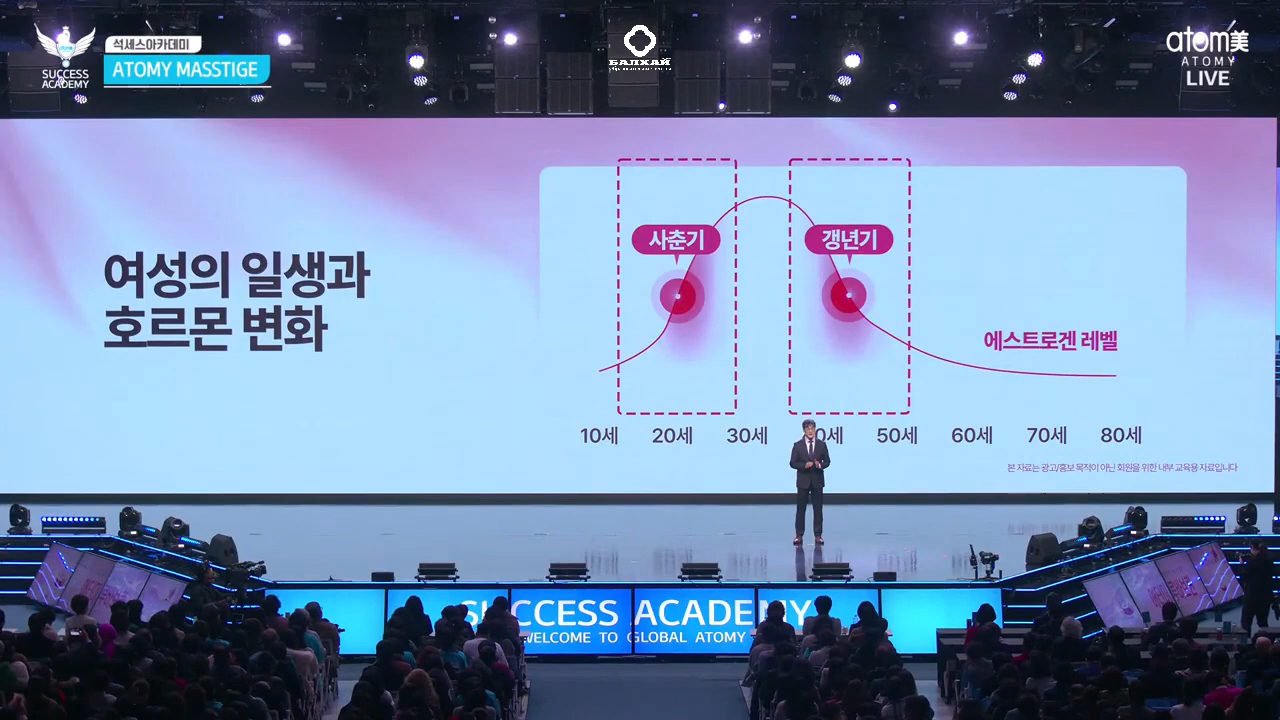 석세스아카데미
ATOMY MASSTIGE
SUCCESS
ACADEMY
БАЛХАЙ
atom美
ATOMY
LIVE
여성의 일생과
호르몬 변화
사춘기
갱년기
에스트로겐 레벨
10세 20세 30세 40세 50세 60세 70세 80세
본 자료는 광고/홍보 목적이 아닌 회원을 위한 내부 교육용 자료입니다
SUCCESS ACADEMY
WELCOME TO GLOBAL ATOMY